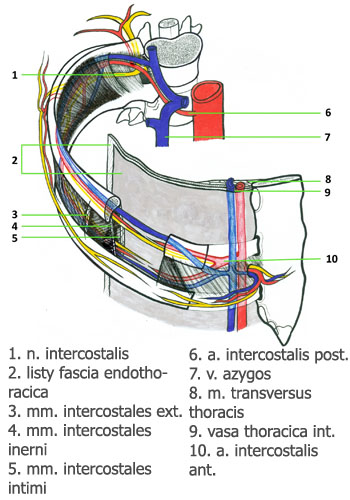 1
2
3
4
5
6
7
8
9
10
1. n. intercostalis
2. listy fascia endotho-
racica
3. mm. intercostales ext.
4. mm. intercostales
inerni
5. mm. intercostales
intimi
6. a. intercostalis post.
7. v. azygos
8. m. transversus
thoracis
9. vasa thoracica int.
10. a. intercostalis
ant.